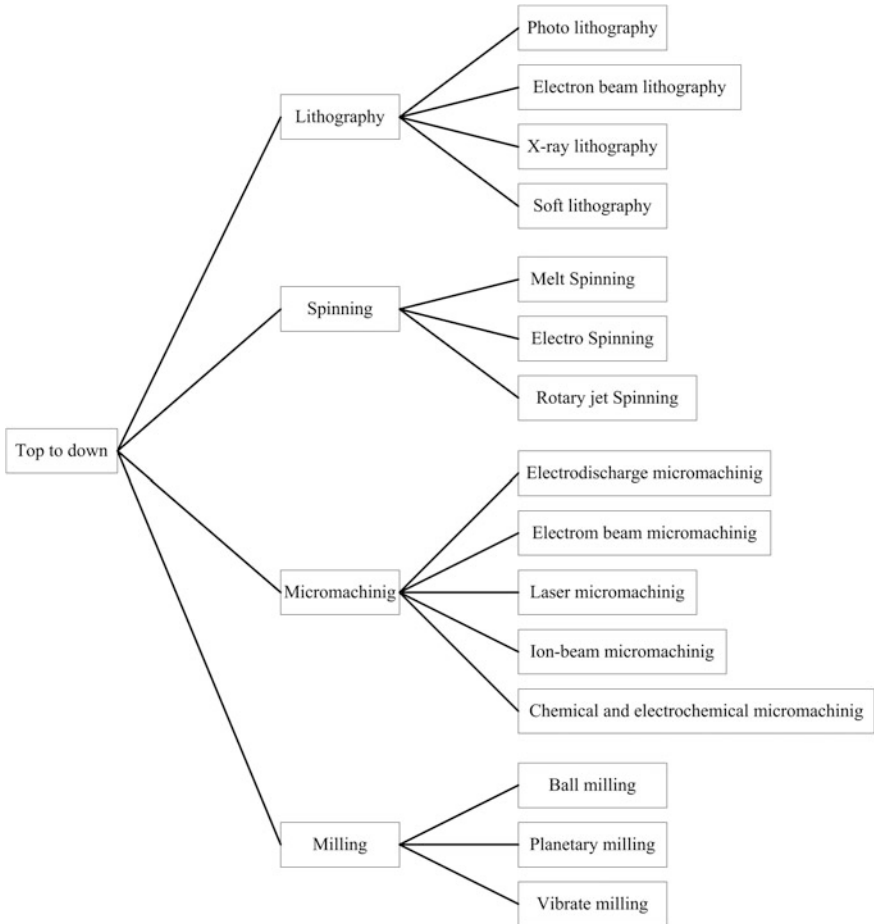 Photo lithography
Electron beam lithography
Lithography
X-ray lithography
Soft lithography
Melt Spinning
Spinning
Electro Spinning
Rotary jet Spinning
Top to down
Electrodischarge micromachinig
Electrom beam micromachinig
Micromachinig
Laser micromachinig
Ion-beam micromachinig
Chemical and electrochemical micromachinig
Ball milling
Milling
Planetary milling
Vibrate milling